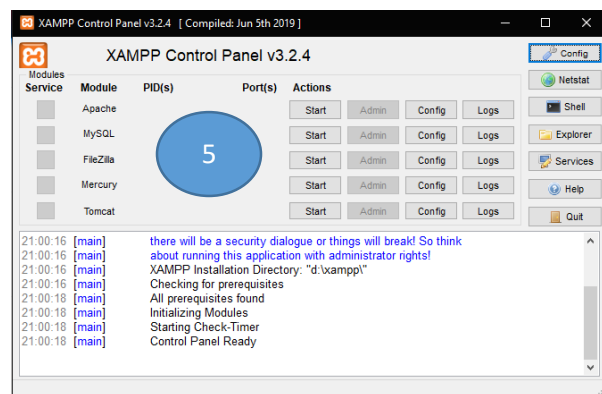 XAMPP Control Panel v3.2.4 [ Compiled: Jun 5th 2019 ]
XAMPP Control Panel v3.2.4
Config
Modules
Service Module PID(s) Port(s) Actions
Netstat
Apache Start Admin Config Logs
Shell
MySQL Start Admin Config Logs
Explorer
5
FileZilla Start Admin Config Logs
Services
Mercury Start Admin Config Logs
Help
Tomcat Start Admin Config Logs
Quit
21:00:16 [main] there will be a security dialogue or things will break! So think
21:00:16 [main] about running this application with administrator rights!
21:00:16 [main] XAMPP Installation Directory: "d:\xampp\"
21:00:16 [main] Checking for prerequisites
21:00:18 [main] All prerequisites found
21:00:18 [main] Initializing Modules
21:00:18 [main] Starting Check-Timer
21:00:18 [main] Control Panel Ready